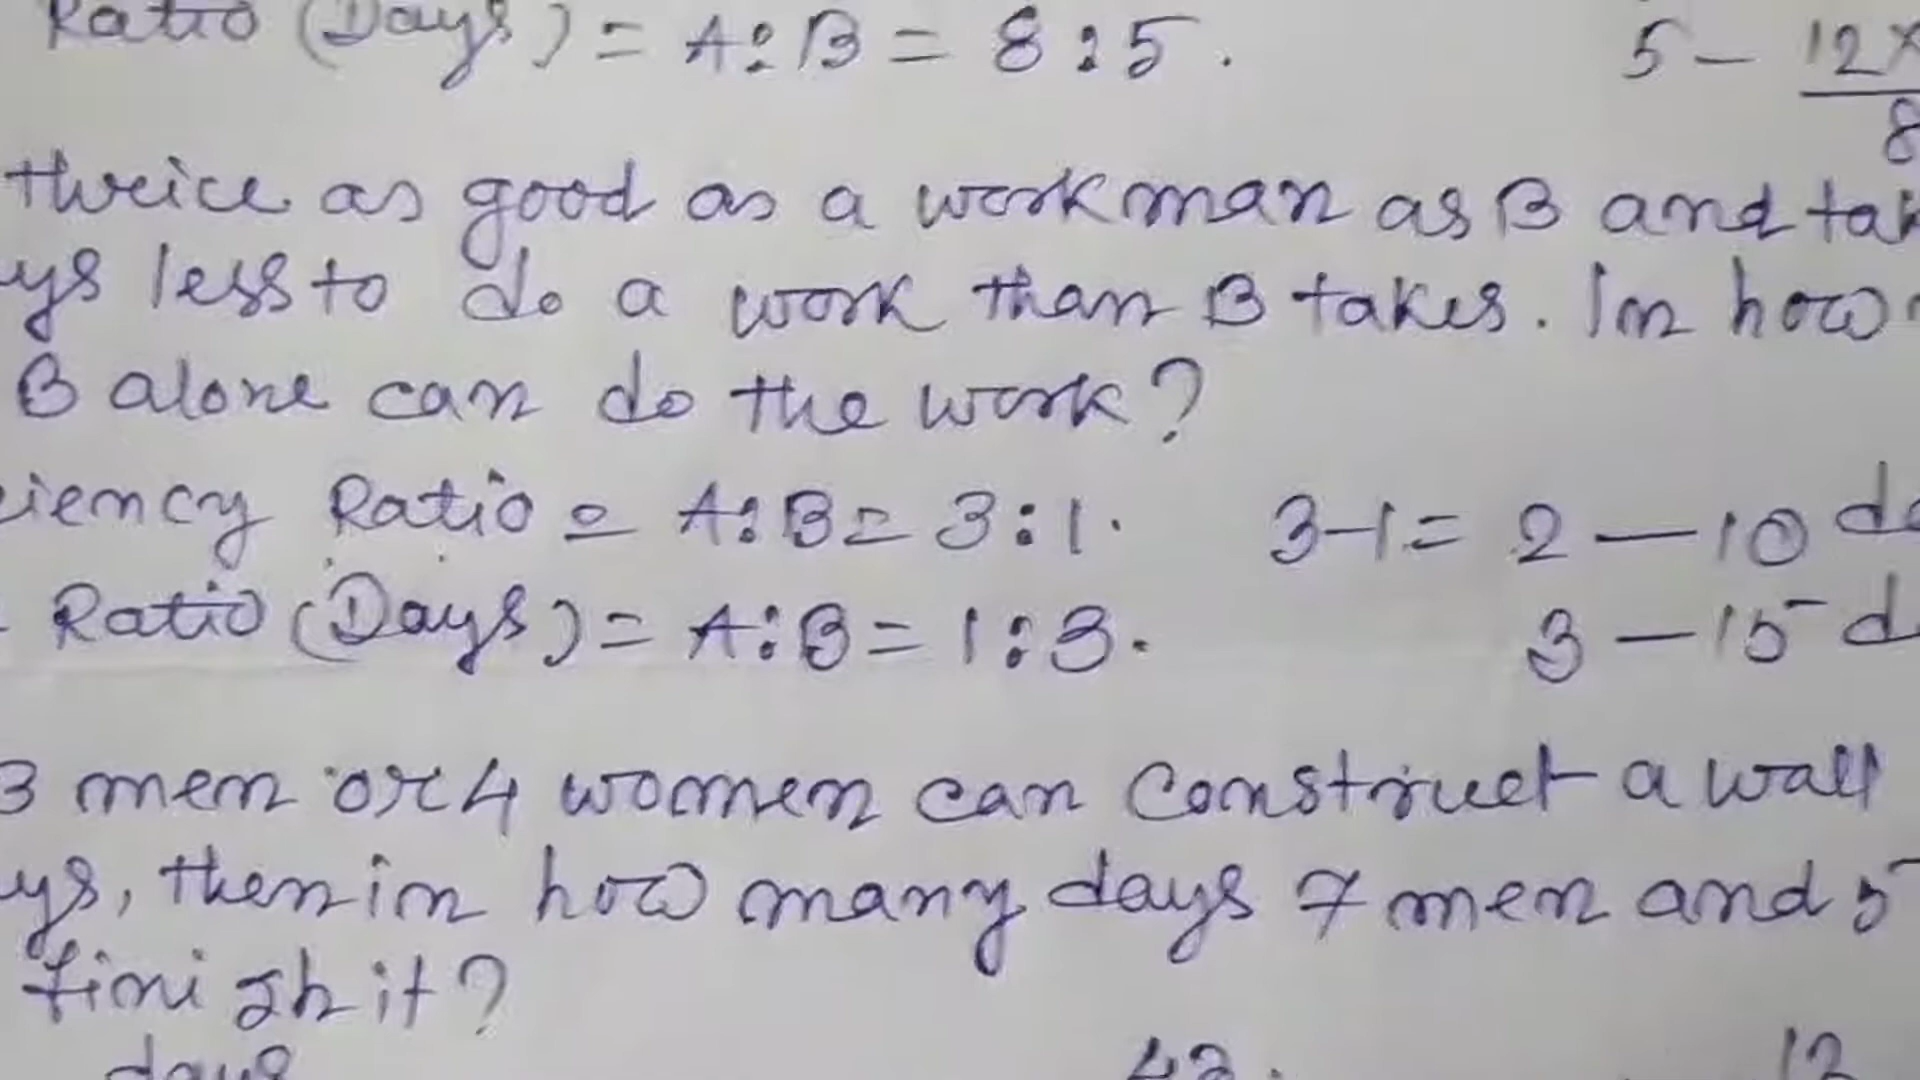 Ratio (Days) = A:B = 8:5.
5 - 12x
8
thrice as good as a workman as B and tak
ys less to do a work than B takes. In how
B alone can do the work?
iency Ratio = A:B = 3:1. 3-1 = 2 — 10 da
Ratio (Days) = A:B = 1:3. 3 — 15 d
3 men or 4 women can construct a wall
ys, then in how many days 7 men and 5
finish it?
days 12